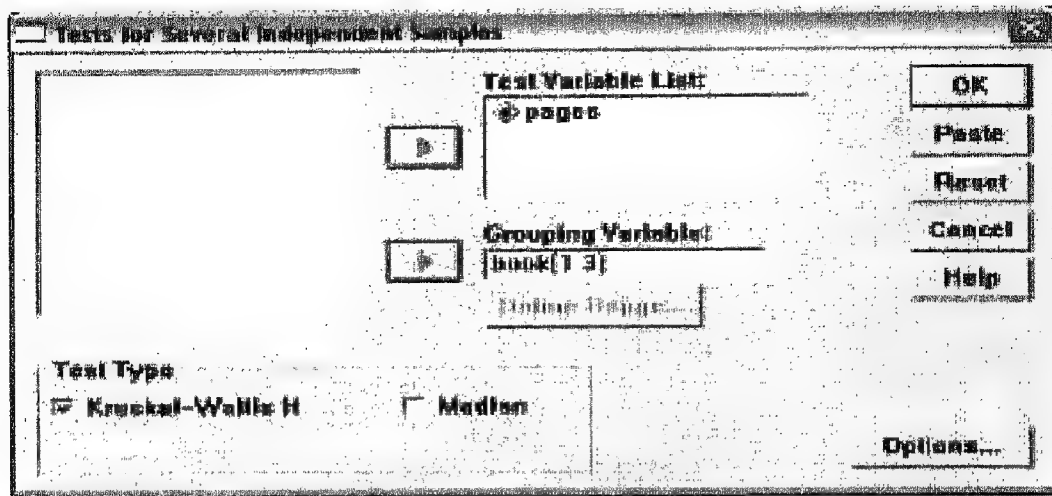 Tests for Several Independent Samples
Test Variable List:
pages
OK
Paste
Reset
Cancel
Help
Grouping Variable:
book(1 3)
Define Range...
Test Type
Kruskal-Wallis H
Median
Options...